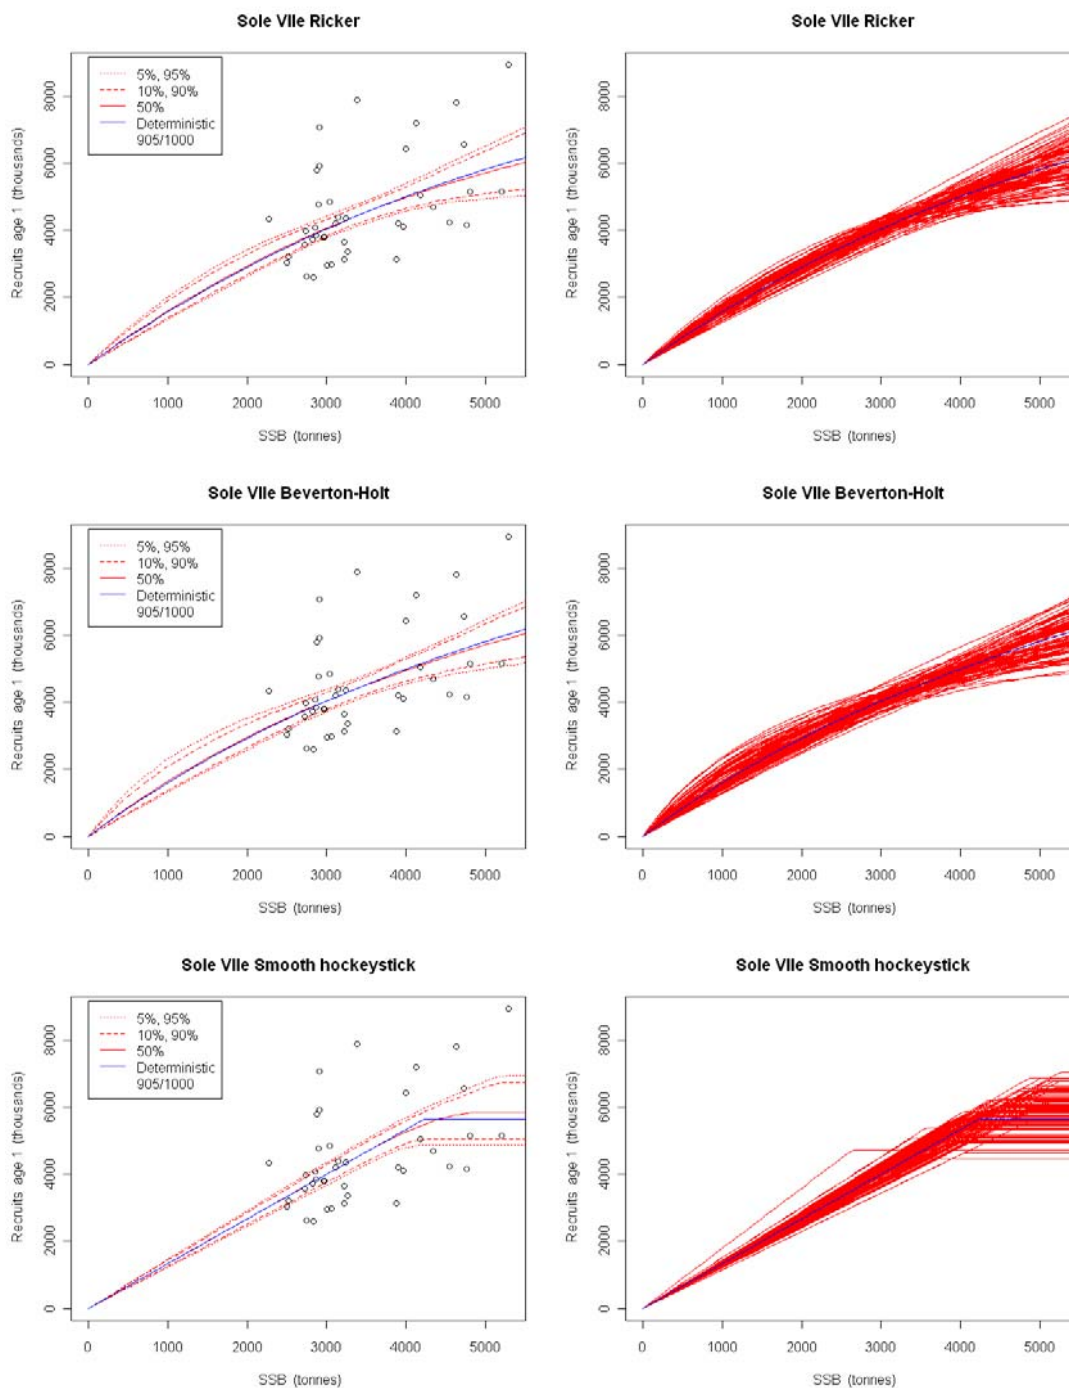 Sole VIIe Ricker
5%, 95%
10%, 90%
50%
Deterministic
905/1000
Recruits age 1 (thousands)
0
2000
4000
6000
8000
0 1000 2000 3000 4000 5000
SSB (tonnes)
Sole VIIe Ricker
Recruits age 1 (thousands)
0
2000
4000
6000
8000
0 1000 2000 3000 4000 5000
SSB (tonnes)
Sole VIIe Beverton-Holt
5%, 95%
10%, 90%
50%
Deterministic
905/1000
Recruits age 1 (thousands)
0
2000
4000
6000
8000
0 1000 2000 3000 4000 5000
SSB (tonnes)
Sole VIIe Beverton-Holt
Recruits age 1 (thousands)
0
2000
4000
6000
8000
0 1000 2000 3000 4000 5000
SSB (tonnes)
Sole VIIe Smooth hockeystick
5%, 95%
10%, 90%
50%
Deterministic
905/1000
Recruits age 1 (thousands)
0
2000
4000
6000
8000
0 1000 2000 3000 4000 5000
SSB (tonnes)
Sole VIIe Smooth hockeystick
Recruits age 1 (thousands)
0
2000
4000
6000
8000
0 1000 2000 3000 4000 5000
SSB (tonnes)